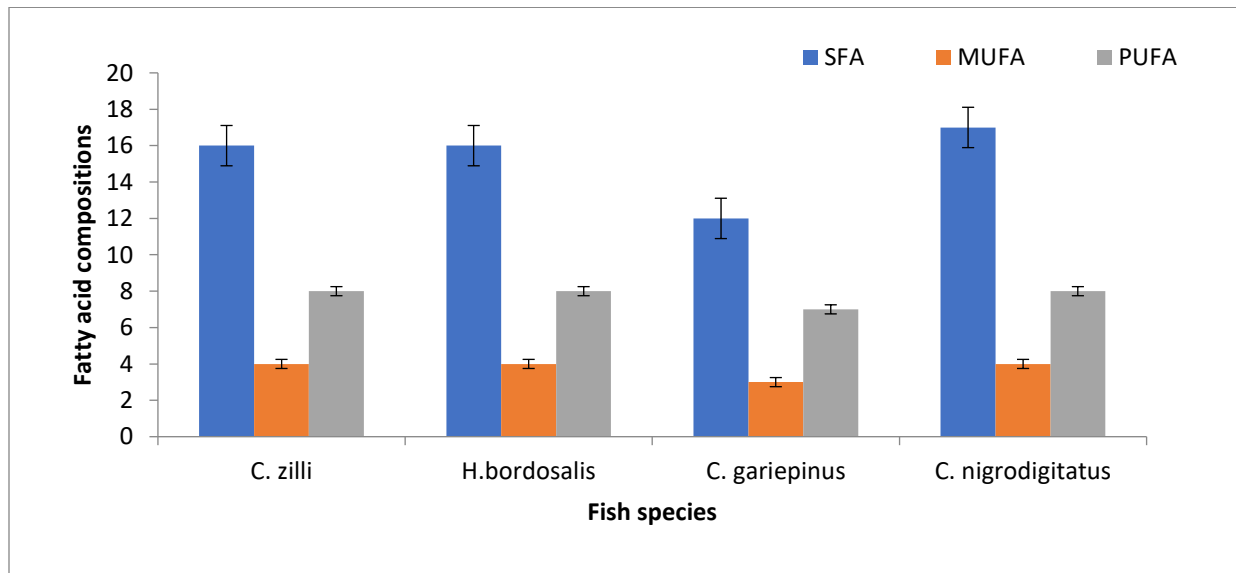 SFA MUFA PUFA
20
18
16
14
12
10
8
6
4
2
0
Fatty acid compositions
C. zilli H.bordosalis C. gariepinus C. nigrodigitatus
Fish species